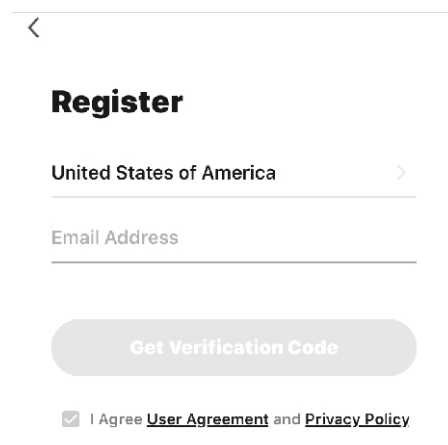 Register
United States of America
Email Address
Get Verification Code
I Agree User Agreement and Privacy Policy